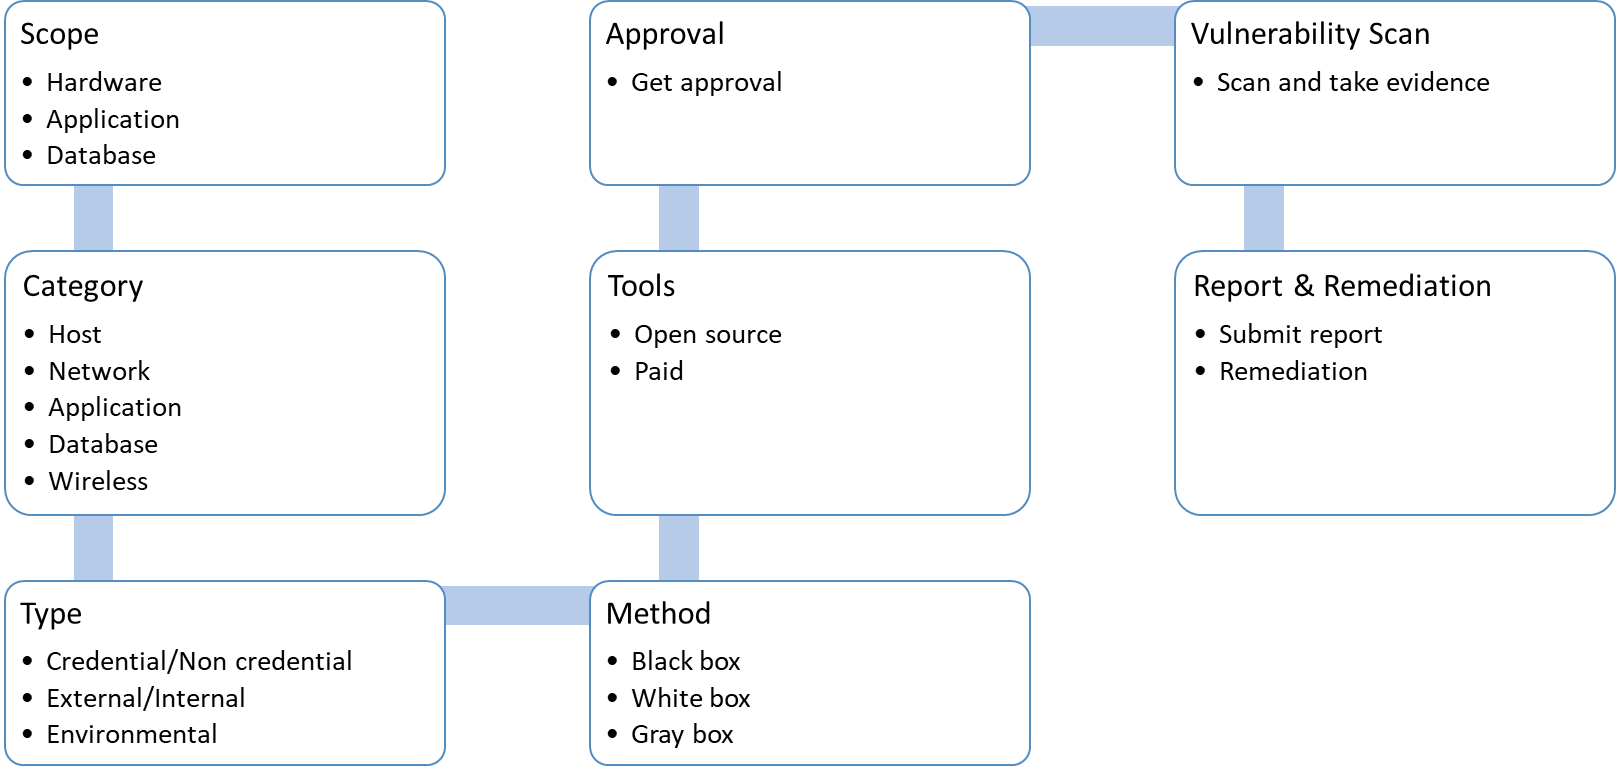 Scope
• Hardware
• Application
• Database
Category
• Host
• Network
• Application
• Database
• Wireless
Type
• Credential/Non credential
• External/Internal
• Environmental
Method
• Black box
• White box
• Gray box
Tools
• Open source
• Paid
Approval
• Get approval
Vulnerability Scan
• Scan and take evidence
Report & Remediation
• Submit report
• Remediation